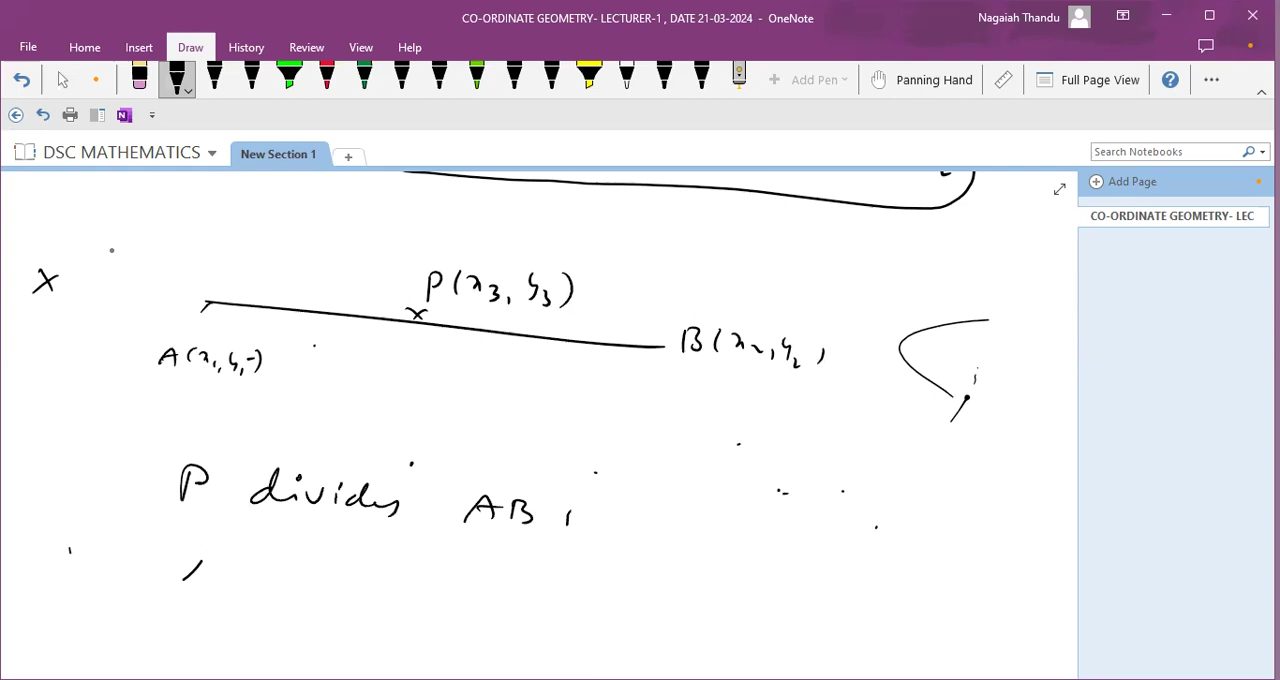 CO-ORDINATE GEOMETRY- LECTURER-1 , DATE 21-03-2024 - OneNote
Nagaiah Thandu
File Home Insert Draw History Review View Help
Add Pen Panning Hand Full Page View
DSC MATHEMATICS New Section 1 Search Notebooks
Add Page
CO-ORDINATE GEOMETRY- LEC
X
P(x3, y3)
A(x1, y1)
B(x2, y2)
P divides AB